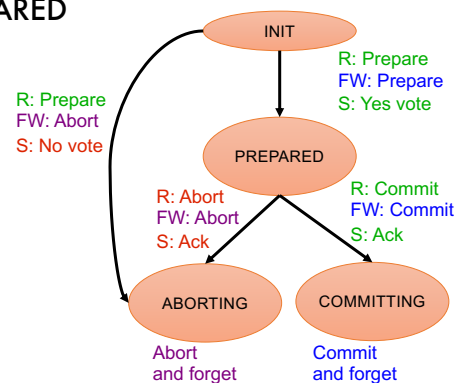 ARED
INIT
R: Prepare
FW: Prepare
S: Yes vote
R: Prepare
FW: Abort
S: No vote
PREPARED
R: Abort
FW: Abort
S: Ack
R: Commit
FW: Commit
S: Ack
ABORTING
COMMITTING
Abort
and forget
Commit
and forget